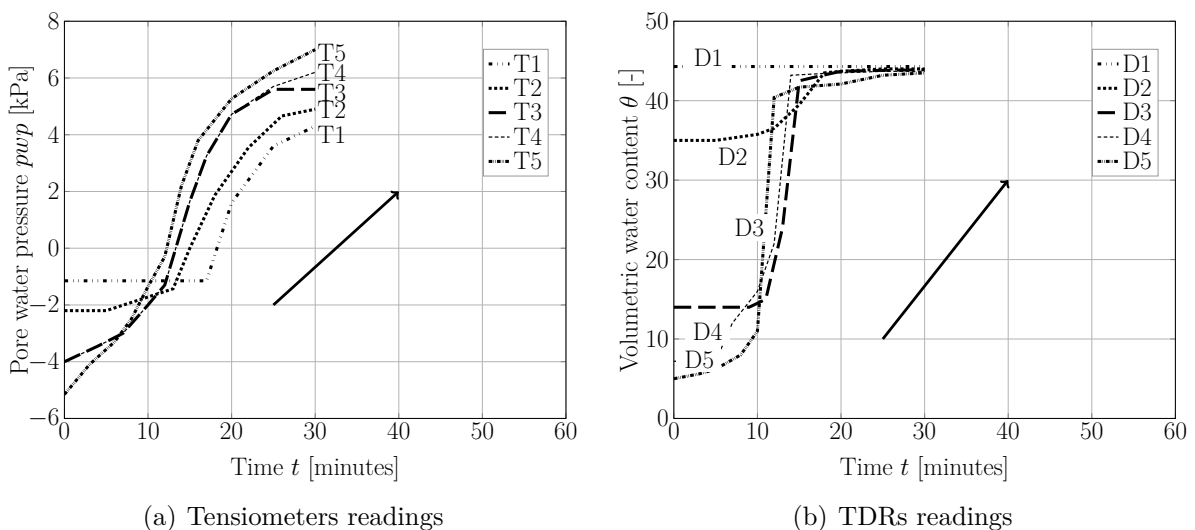 8
6
4
2
0
−2
−4
−6
Pore water pressure pwp [kPa]
T5
T4
T3
T2
T1
T1
T2
T3
T4
T5
0 10 20 30 40 50 60
Time t [minutes]
(a) Tensiometers readings
50
40
30
20
10
0
Volumetric water content θ [-]
D1
D2
D3
D4
D5
D1
D2
D3
D4
D5
0 10 20 30 40 50 60
Time t [minutes]
(b) TDRs readings